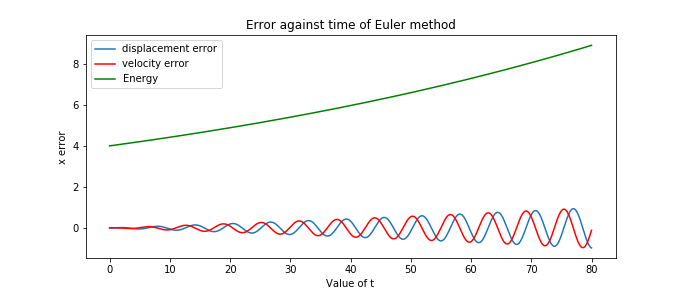 Error against time of Euler method
displacement error
velocity error
Energy
8
6
4
2
0
x error
0 10 20 30 40 50 60 70 80
Value of t